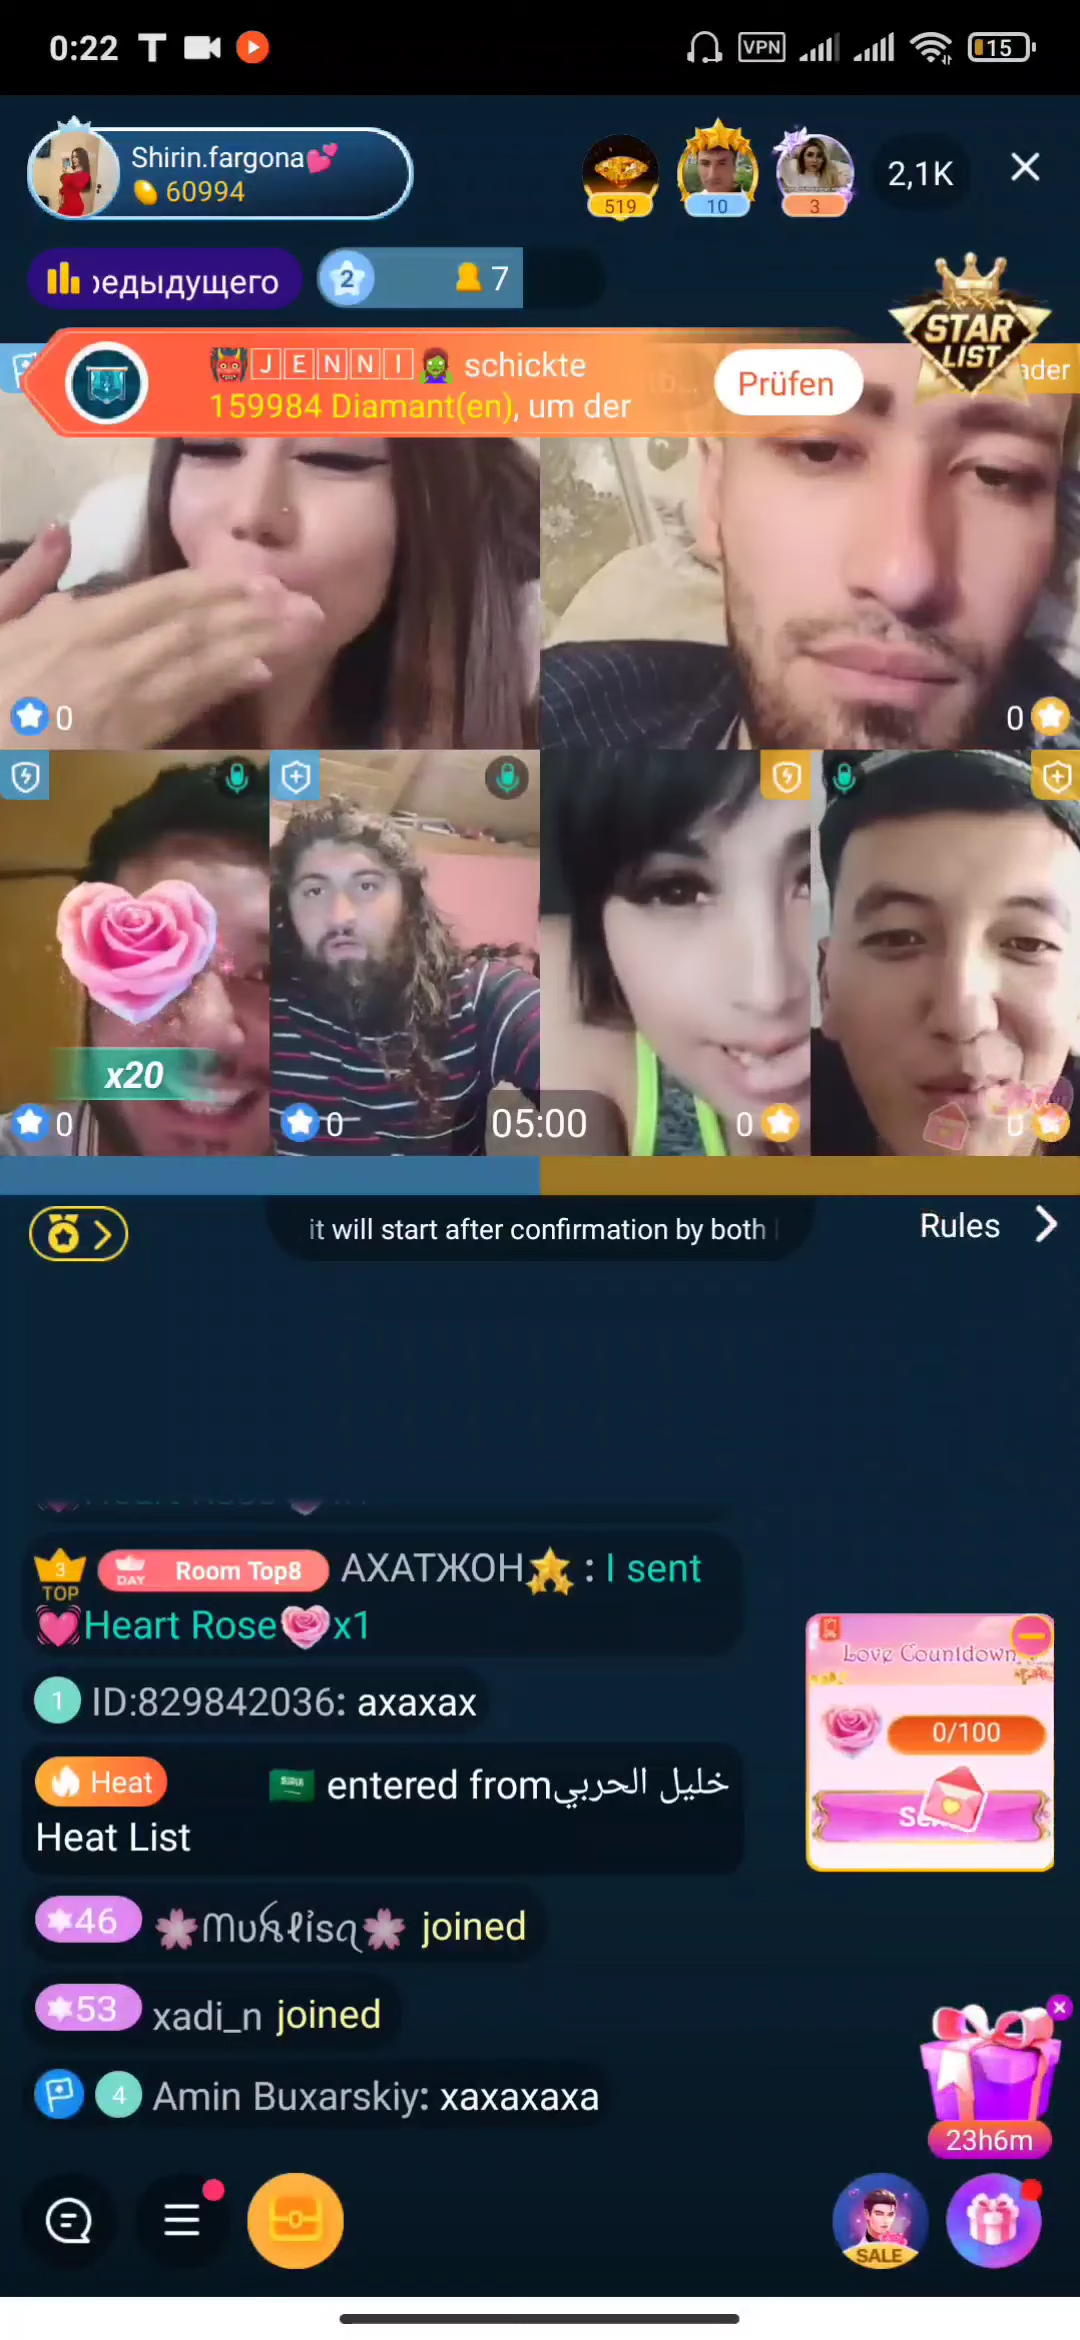 0:22
VPN
15
Shirin.fargona💕
60994
519
10
3
2,1K
редыдущего
2
7
STAR
LIST
👹🄹🄴🄽🄽🄸🧟‍♀️ schickte
159984 Diamant(en), um der
Prüfen
ader
0
0
x20
0
0
05:00
0
0
it will start after confirmation by both
Rules
3
TOP
DAY
Room Top8
АХАТЖОН🌟 : I sent
💓Heart Rose🌹x1
1
ID:829842036: axaxax
Heat
🇸🇦 entered from خليل الحربي
Heat List
46
🌸Mυƙℓisα🌸 joined
53
xadi_n joined
4
Amin Buxarskiy: xaxaxaxa
Love Countdown
0/100
23h6m
SALE